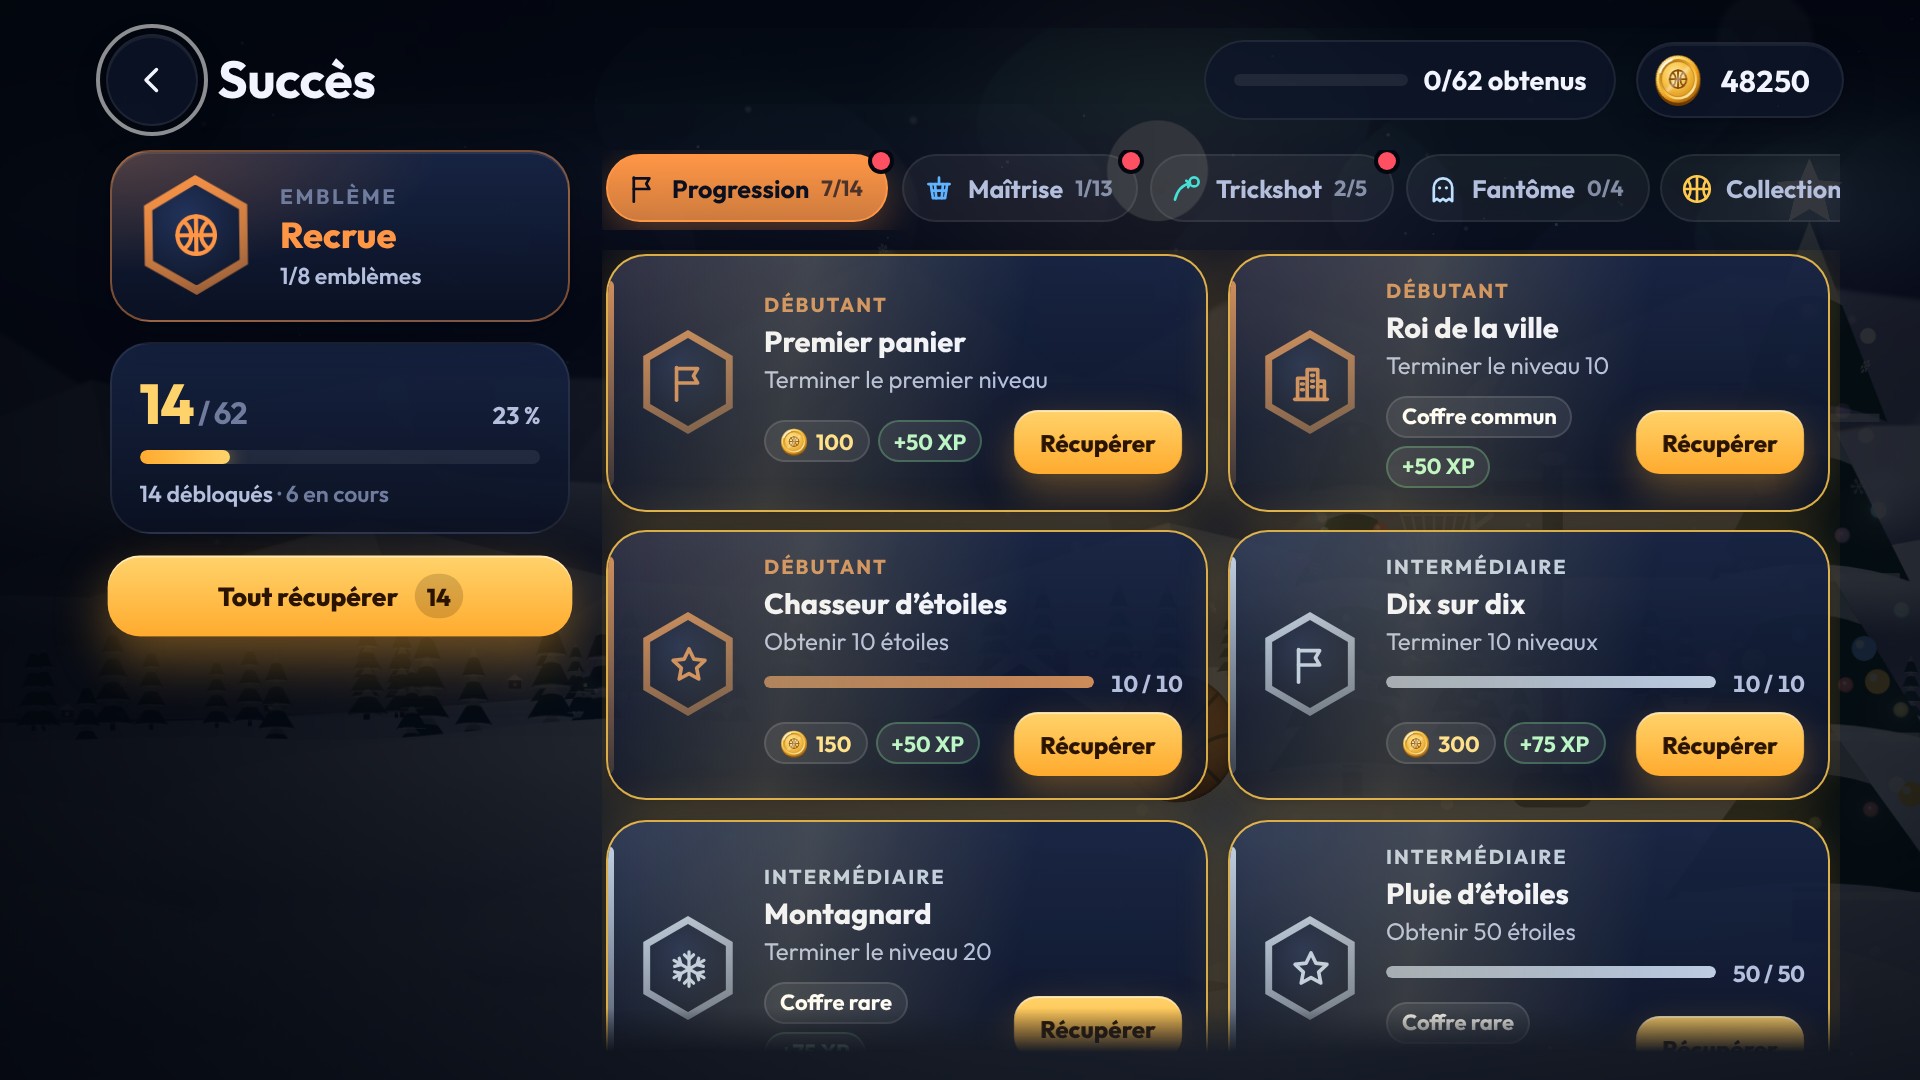 Succès
0/62 obtenus
48250
EMBLÈME
Recrue
1/8 emblèmes
14/62
23 %
14 débloqués · 6 en cours
Tout récupérer 14
Progression 7/14
Maîtrise 1/13
Trickshot 2/5
Fantôme 0/4
Collection
DÉBUTANT
Premier panier
Terminer le premier niveau
100
+50 XP
Récupérer
DÉBUTANT
Roi de la ville
Terminer le niveau 10
Coffre commun
+50 XP
Récupérer
DÉBUTANT
Chasseur d’étoiles
Obtenir 10 étoiles
10 / 10
150
+50 XP
Récupérer
INTERMÉDIAIRE
Dix sur dix
Terminer 10 niveaux
10 / 10
300
+75 XP
Récupérer
INTERMÉDIAIRE
Montagnard
Terminer le niveau 20
Coffre rare
+75 XP
Récupérer
INTERMÉDIAIRE
Pluie d’étoiles
Obtenir 50 étoiles
50 / 50
Coffre rare
Récupérer